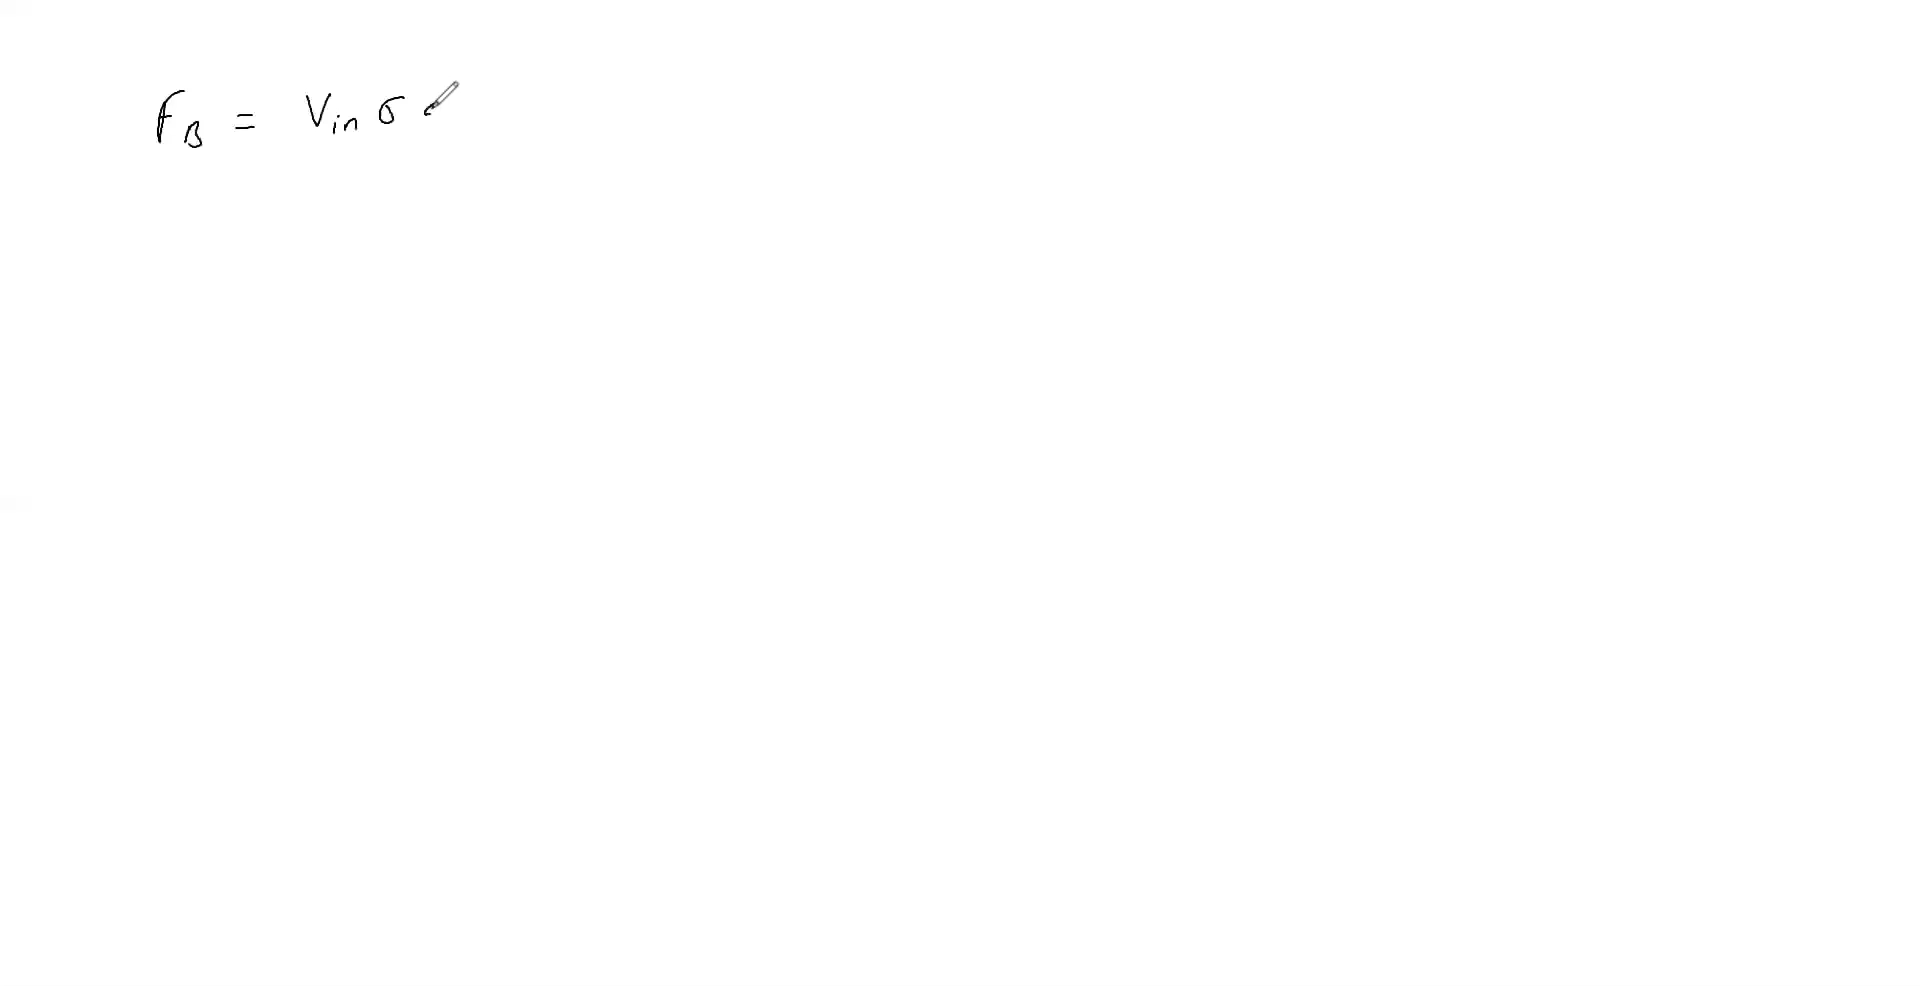 F_B = V_in σ